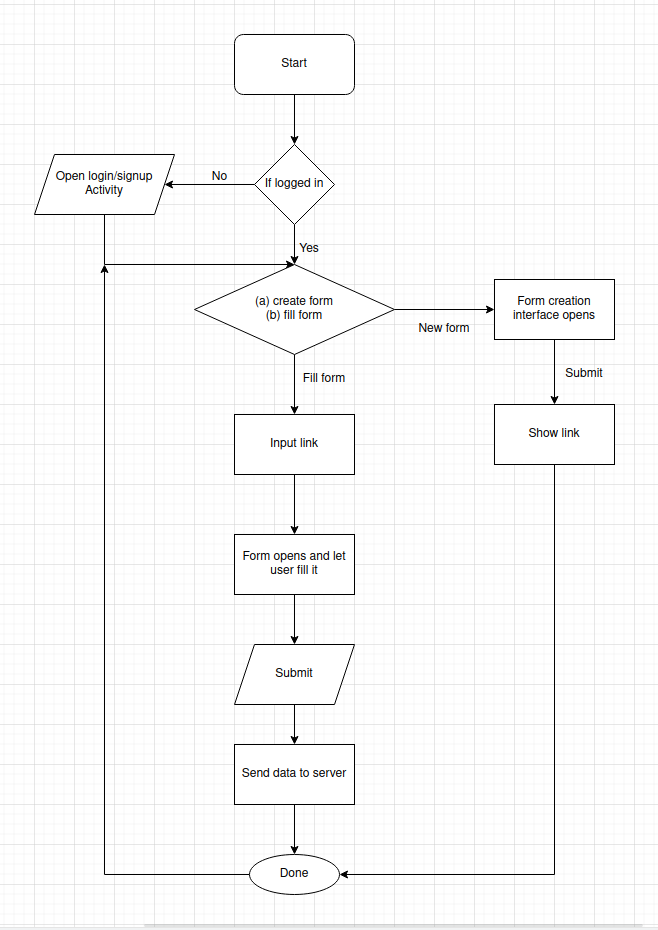 Start
If logged in
No
Open login/signup
Activity
Yes
(a) create form
(b) fill form
New form
Form creation
interface opens
Submit
Show link
Fill form
Input link
Form opens and let
user fill it
Submit
Send data to server
Done